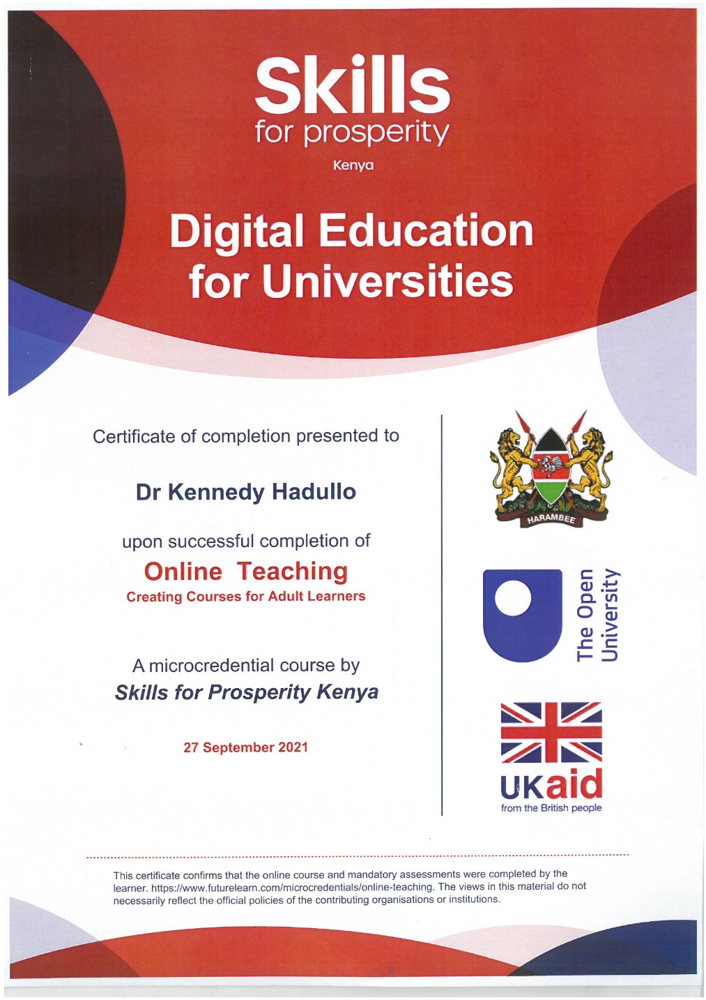 Skills
for prosperity
Kenya
Digital Education
for Universities
Certificate of completion presented to
Dr Kennedy Hadullo
upon successful completion of
Online Teaching
Creating Courses for Adult Learners
A microcredential course by
Skills for Prosperity Kenya
27 September 2021
HARAMBEE
The Open
University
UKaid
from the British people
This certificate confirms that the online course and mandatory assessments were completed by the
learner. https://www.futurelearn.com/microcredentials/online-teaching. The views in this material do not
necessarily reflect the official policies of the contributing organisations or institutions.